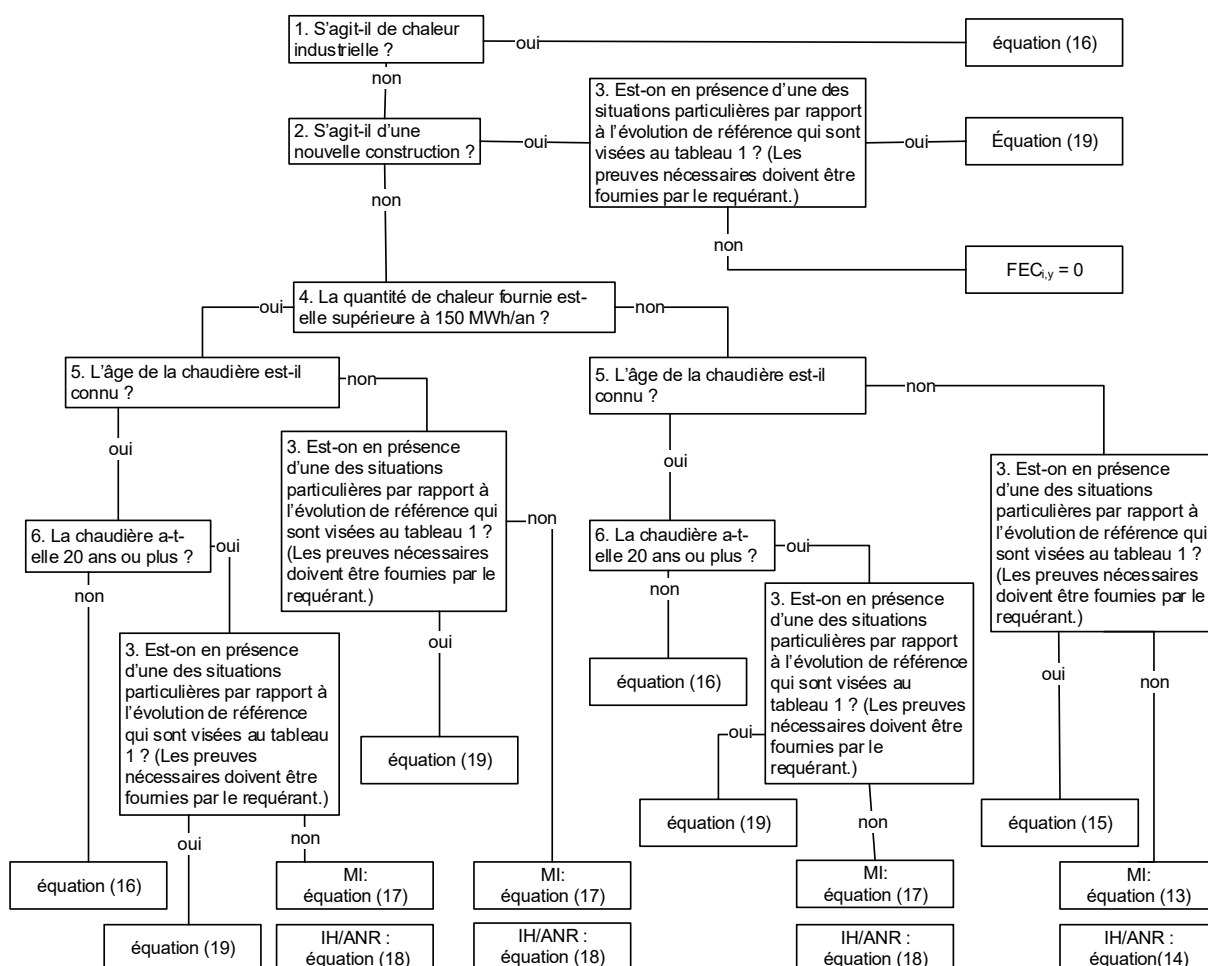 1. S'agit-il de chaleur
industrielle ?
oui
équation (16)
non
2. S'agit-il d'une
nouvelle construction ?
oui
3. Est-on en présence d'une des
situations particulières par rapport
à l'évolution de référence qui sont
visées au tableau 1 ? (Les
preuves nécessaires doivent être
fournies par le requérant.)
oui
Équation (19)
non
FECi,y = 0
non
4. La quantité de chaleur fournie est-
elle supérieure à 150 MWh/an ?
oui
non
5. L'âge de la chaudière est-il
connu ?
non
oui
3. Est-on en présence
d'une des situations
particulières par rapport à
l'évolution de référence qui
sont visées au tableau 1 ?
(Les preuves nécessaires
doivent être fournies par le
requérant.)
non
oui
équation (19)
6. La chaudière a-t-
elle 20 ans ou plus ?
oui
non
3. Est-on en présence
d'une des situations
particulières par rapport à
l'évolution de référence
qui sont visées au tableau
1 ? (Les preuves
nécessaires doivent être
fournies par le requérant.)
oui
non
équation (16)
équation (19)
MI:
équation (17)
IH/ANR :
équation (18)
MI:
équation (17)
IH/ANR :
équation (18)
5. L'âge de la chaudière est-il
connu ?
non
oui
6. La chaudière a-t-
elle 20 ans ou plus ?
oui
non
équation (16)
3. Est-on en présence
d'une des situations
particulières par rapport
à l'évolution de référence
qui sont visées au
tableau 1 ? (Les preuves
nécessaires doivent être
fournies par le
requérant.)
oui
équation (19)
non
MI:
équation (17)
IH/ANR :
équation (18)
3. Est-on en présence
d'une des situations
particulières par rapport à
l'évolution de référence qui
sont visées au tableau 1 ?
(Les preuves nécessaires
doivent être fournies par le
requérant.)
oui
non
équation (15)
MI:
équation (13)
IH/ANR :
équation(14)